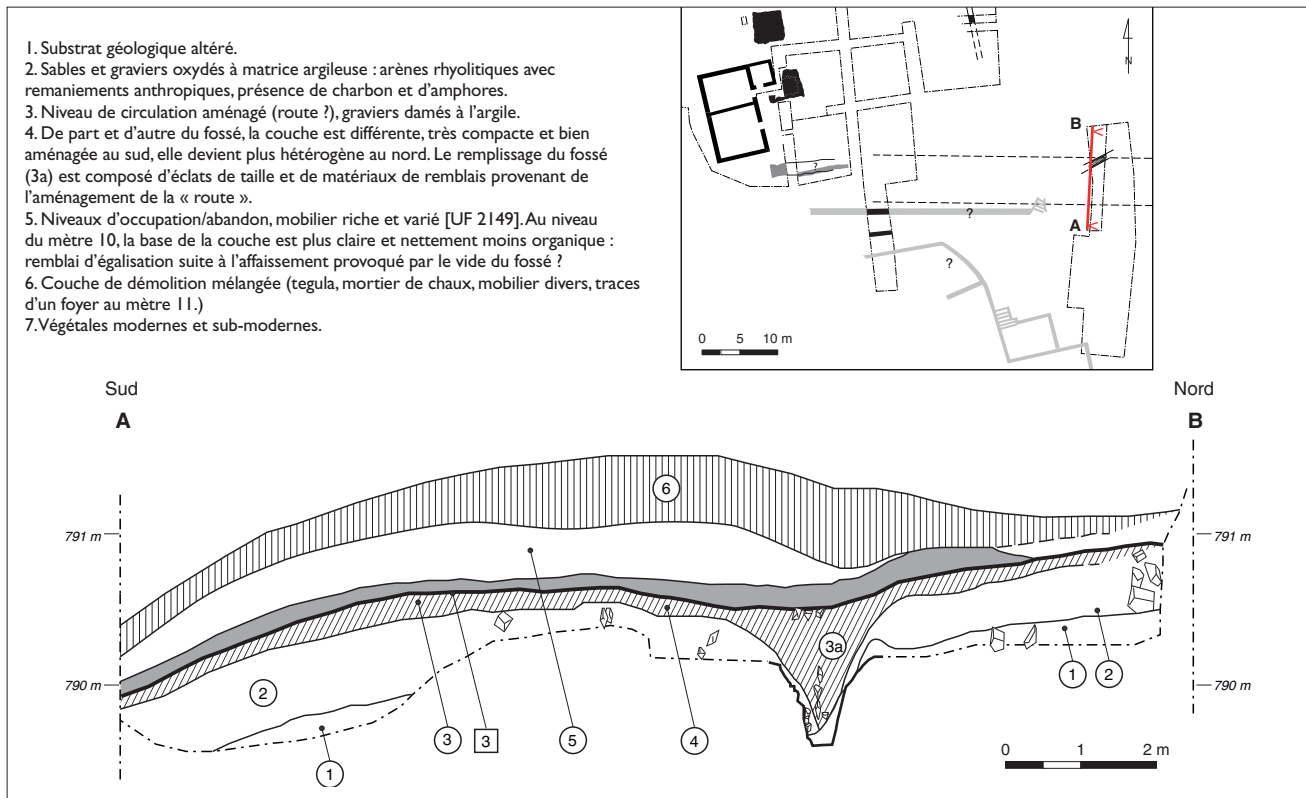 1. Substrat géologique altéré.
2. Sables et graviers oxydés à matrice argileuse : arènes rhyolitiques avec
remaniements anthropiques, présence de charbon et d'amphores.
3. Niveau de circulation aménagé (route ?), graviers damés à l'argile.
4. De part et d'autre du fossé, la couche est différente, très compacte et bien
aménagée au sud, elle devient plus hétérogène au nord. Le remplissage du fossé
(3a) est composé d'éclats de taille et de matériaux de remblais provenant de
l'aménagement de la « route ».
5. Niveaux d'occupation/abandon, mobilier riche et varié [UF 2149]. Au niveau
du mètre 10, la base de la couche est plus claire et nettement moins organique :
remblai d'égalisation suite à l'affaissement provoqué par le vide du fossé ?
6. Couche de démolition mélangée (tegula, mortier de chaux, mobilier divers, traces
d'un foyer au mètre 11.)
7. Végétales modernes et sub-modernes.
N
B
?
A
?
?
0 5 10 m
Sud
A
Nord
B
6
791 m
791 m
3a
2
1 2
790 m
790 m
3 3 5 4
1
0 1 2 m